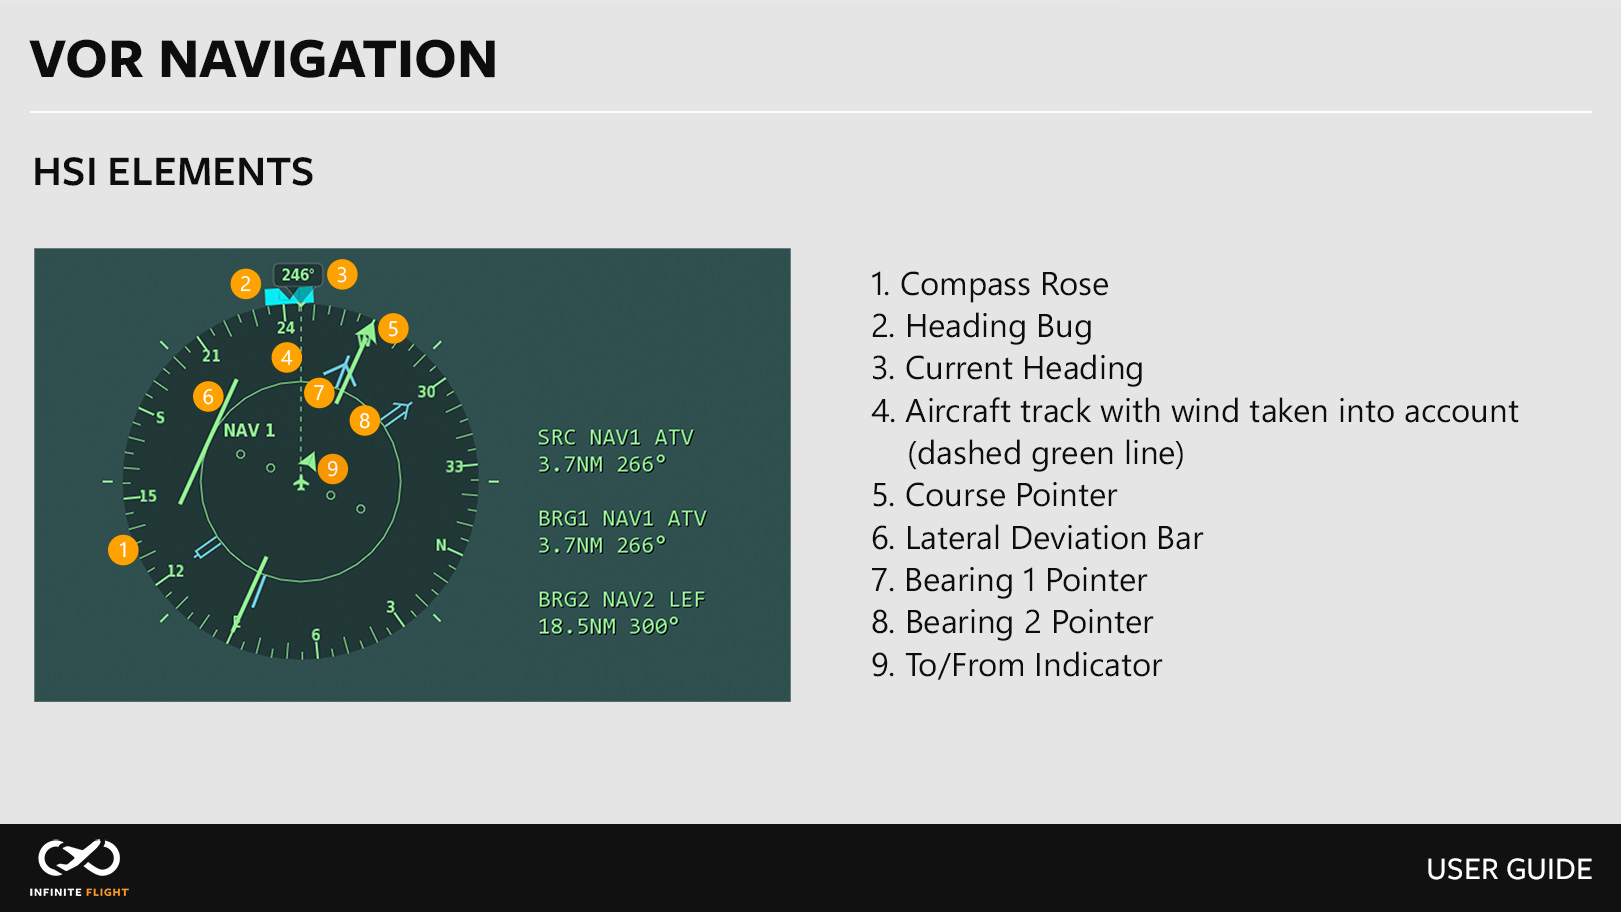 VOR NAVIGATION
HSI ELEMENTS
2
246°
3
24
5
21
4
W
6
7
30
8
S
NAV 1
9
33
15
1
N
12
3
E
6
SRC NAV1 ATV
3.7NM 266°
BRG1 NAV1 ATV
3.7NM 266°
BRG2 NAV2 LEF
18.5NM 300°
1. Compass Rose
2. Heading Bug
3. Current Heading
4. Aircraft track with wind taken into account
(dashed green line)
5. Course Pointer
6. Lateral Deviation Bar
7. Bearing 1 Pointer
8. Bearing 2 Pointer
9. To/From Indicator
INFINITE FLIGHT
USER GUIDE